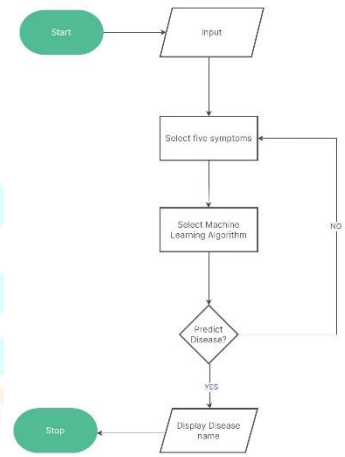 Start
Input
Select five symptoms
Select Machine
Learning Algorithm
NO
Predict
Disease?
YES
Stop
Display Disease
name